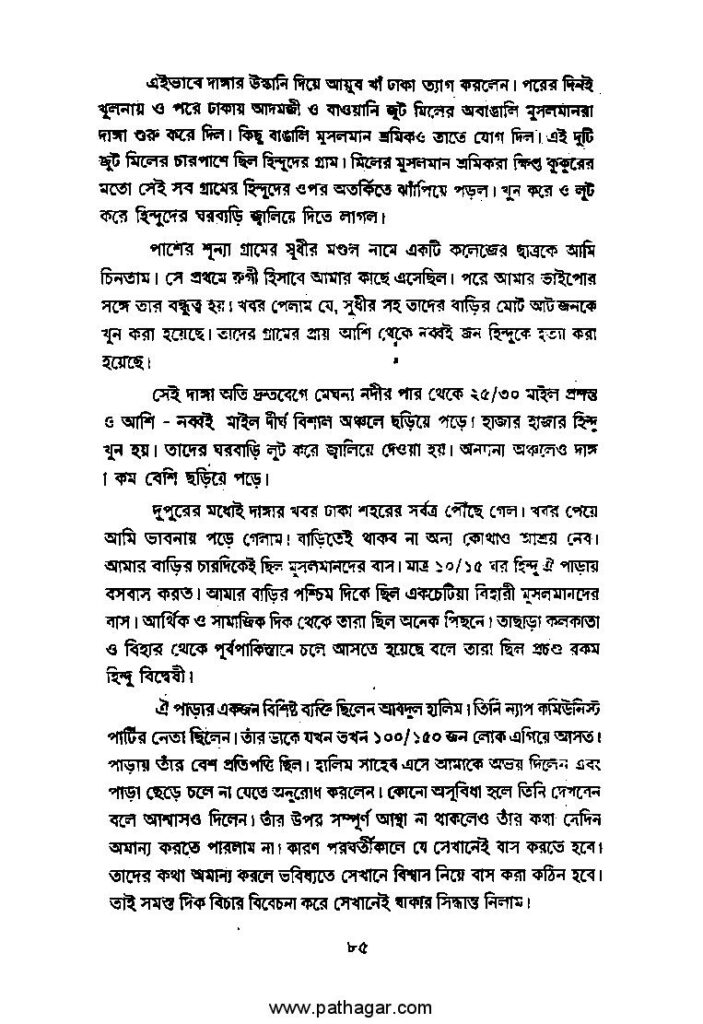 এইভাবে দাঙ্গার উস্কানি দিয়ে আয়ুব খাঁ ঢাকা ত্যাগ করলেন। পরের দিনই
খুলনায় ও পরে ঢাকায় আদমজী ও বাওয়ানি জুট মিলের অবাঙালি মুসলমানরা
দাঙ্গা শুরু করে দিল। কিছু বাঙালি মুসলমান শ্রমিকও তাতে যোগ দিল। এই দুটি
জুট মিলের চারপাশে ছিল হিন্দুদের গ্রাম। মিলের মুসলমান শ্রমিকরা ক্ষিপ্ত কুকুরের
মতো সেই সব গ্রামের হিন্দুদের ওপর অতর্কিতে ঝাঁপিয়ে পড়ল। খুন করে ও লুট
করে হিন্দুদের ঘরবাড়ি জ্বালিয়ে দিতে লাগল।
পাশের শূন্যা গ্রামের সুধীর মণ্ডল নামে একটি কলেজের ছাত্রকে আমি
চিনতাম। সে প্রথমে রুগী হিসাবে আমার কাছে এসেছিল। পরে আমার ভাইপোর
সঙ্গে তার বন্ধুত্ব হয়। খবর পেলাম যে, সুধীর সহ তাদের বাড়ির মোট আট জনকে
খুন করা হয়েছে। তাদের গ্রামের প্রায় আশি থেকে নব্বই জন হিন্দুকে হত্যা করা
হয়েছে।
সেই দাঙ্গা অতি দ্রুতবেগে মেঘনা নদীর পার থেকে ২৫/৩০ মাইল প্রশস্ত
ও আশি - নব্বই মাইল দীর্ঘ বিশাল অঞ্চলে ছড়িয়ে পড়ে। হাজার হাজার হিন্দু
খুন হয়। তাদের ঘরবাড়ি লুট করে জ্বালিয়ে দেওয়া হয়। অন্যান্য অঞ্চলেও দাঙ্গ
া কম বেশি ছড়িয়ে পড়ে।
দুপুরের মধ্যেই দাঙ্গার খবর ঢাকা শহরের সর্বত্র পৌঁছে গেল। খবর পেয়ে
আমি ভাবনায় পড়ে গেলাম। বাড়িতেই থাকব না অন্য কোথাও আশ্রয় নেব।
আমার বাড়ির চারদিকেই ছিল মুসলমানদের বাস। মাত্র ১০/১৫ ঘর হিন্দু ঐ পাড়ায়
বসবাস করত। আমার বাড়ির পশ্চিম দিকে ছিল একচেটিয়া বিহারী মুসলমানদের
বাস। আর্থিক ও সামাজিক দিক থেকে তারা ছিল অনেক পিছনে। তাছাড়া কলকাতা
ও বিহার থেকে পূর্বপাকিস্তানে চলে আসতে হয়েছে বলে তারা ছিল প্রচণ্ড রকম
হিন্দু বিদ্বেষী।
ঐ পাড়ার একজন বিশিষ্ট ব্যক্তি ছিলেন আবদুল হালিম। তিনি ন্যাপ কমিউনিস্ট
পার্টির নেতা ছিলেন। তাঁর ডাকে যখন তখন ১০০/১৫০ জন লোক এগিয়ে আসত।
পাড়ায় তাঁর বেশ প্রতিপত্তি ছিল। হালিম সাহেব এসে আমাকে অভয় দিলেন এবং
পাড়া ছেড়ে চলে না যেতে অনুরোধ করলেন। কোনো অসুবিধা হলে তিনি দেখবেন
বলে আশ্বাসও দিলেন। তাঁর উপর সম্পূর্ণ আস্থা না থাকলেও তাঁর কথা সেদিন
অমান্য করতে পারলাম না। কারণ পরবর্তীকালে যে সেখানেই বাস করতে হবে।
তাদের কথা অমান্য করলে ভবিষ্যতে সেখানে বিশ্বাস নিয়ে বাস করা কঠিন হবে।
তাই সমস্ত দিক বিচার বিবেচনা করে সেখানেই থাকার সিদ্ধান্ত নিলাম।
৮৫
www.pathagar.com